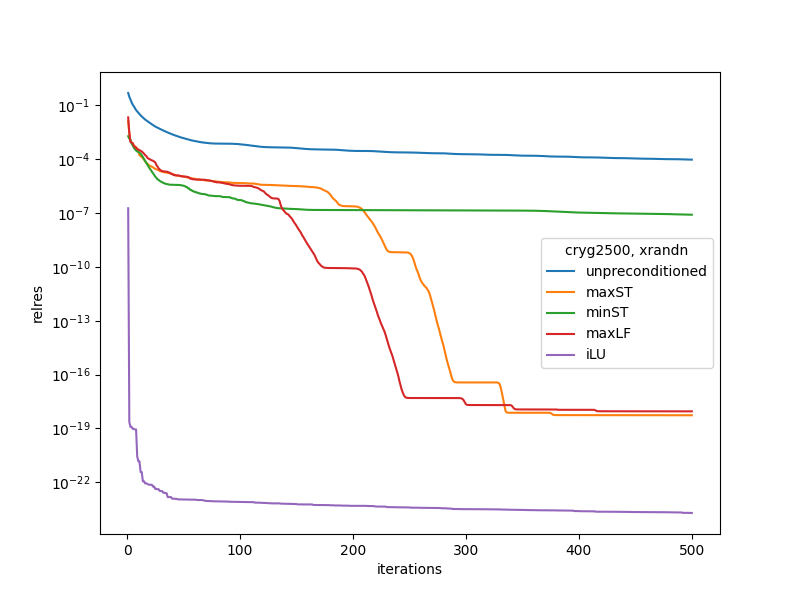 10⁻¹
10⁻⁴
10⁻⁷
10⁻¹⁰
10⁻¹³
10⁻¹⁶
10⁻¹⁹
10⁻²²
relres
cryg2500, xrandn
unpreconditioned
maxST
minST
maxLF
iLU
0 100 200 300 400 500
iterations